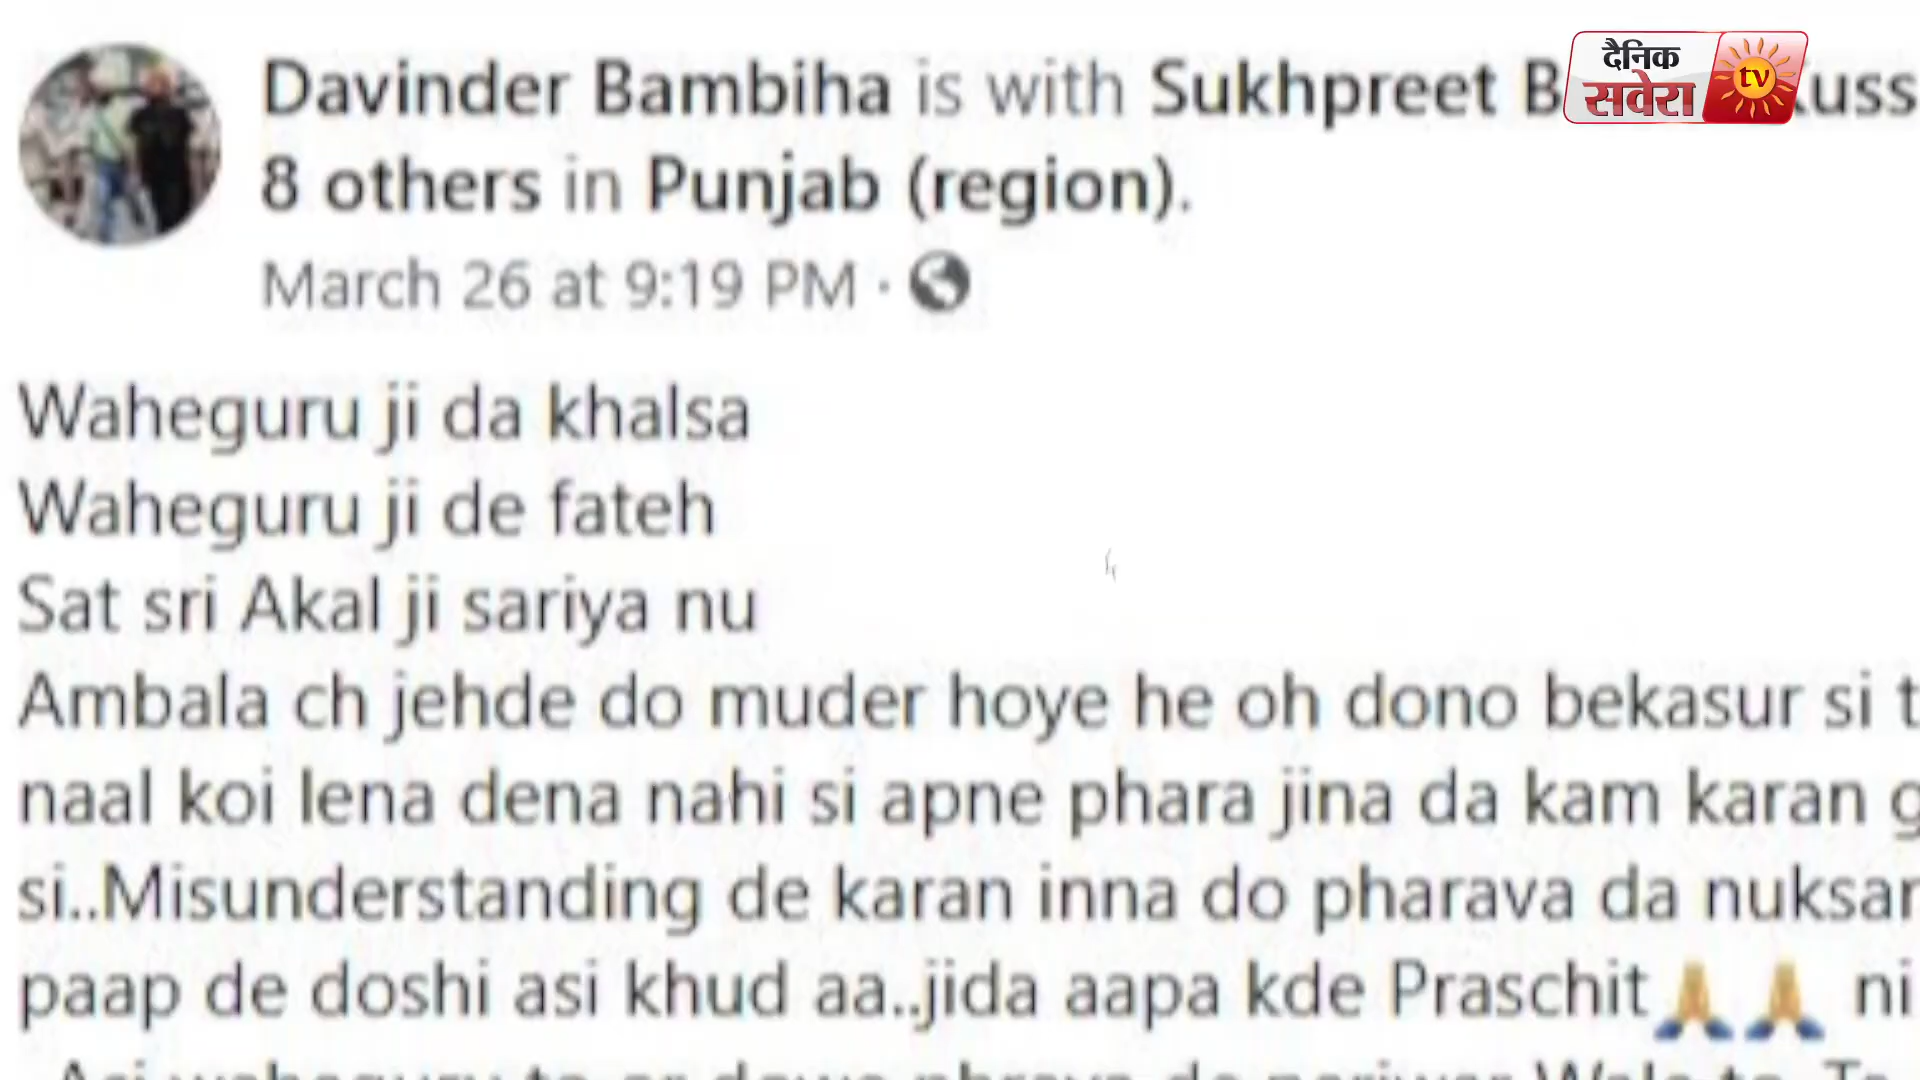 Davinder Bambiha is with Sukhpreet
8 others in Punjab (region).
March 26 at 9:19 PM ·
Waheguru ji da khalsa
Waheguru ji de fateh
Sat sri Akal ji sariya nu
Ambala ch jehde do muder hoye he oh dono bekasur si
naal koi lena dena nahi si apne phara jina da kam karan
si..Misunderstanding de karan inna do pharava da
paap de doshi asi khud aa..jida aapa kde Praschit🙏🙏 ni
दैनिक
सवेरा
tv